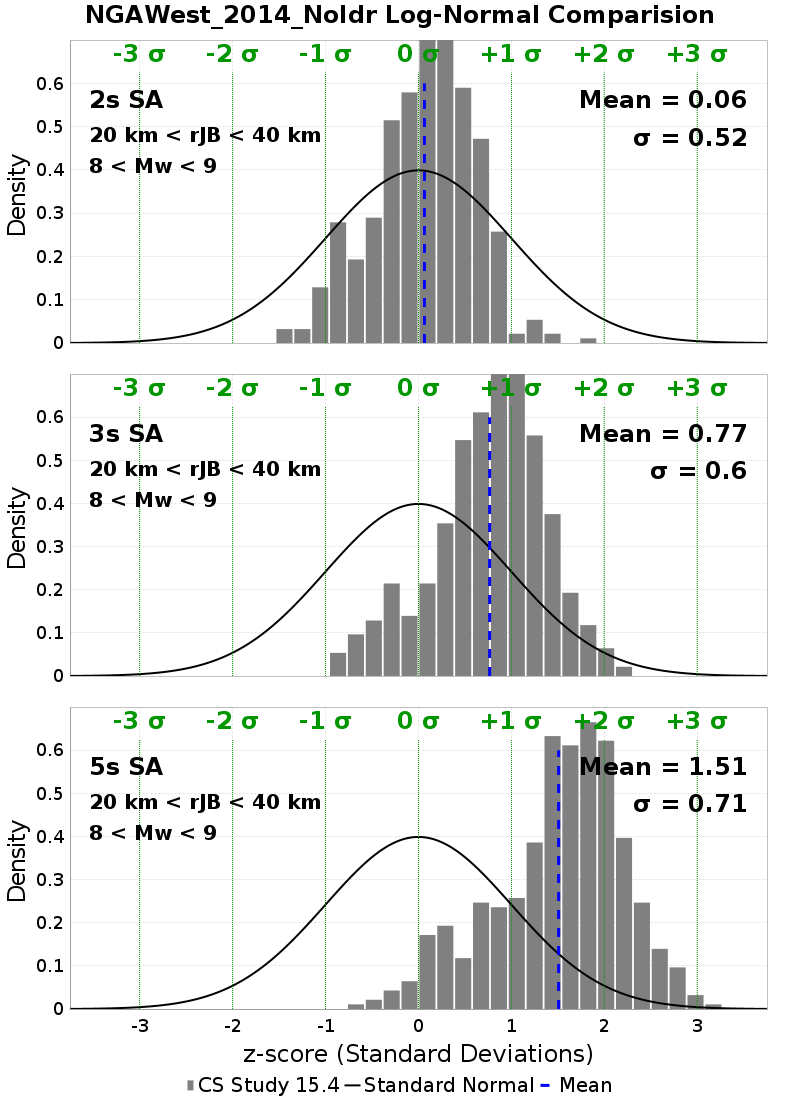 NGAWest_2014_NoIdr Log-Normal Comparision
-3 σ -2 σ -1 σ 0 σ +1 σ +2 σ +3 σ
2s SA Mean = 0.06
20 km < rJB < 40 km σ = 0.52
8 < Mw < 9
0.6
0.5
0.4
0.3
0.2
0.1
0
Density
-3 σ -2 σ -1 σ 0 σ +1 σ +2 σ +3 σ
3s SA Mean = 0.77
20 km < rJB < 40 km σ = 0.6
8 < Mw < 9
0.6
0.5
0.4
0.3
0.2
0.1
0
Density
-3 σ -2 σ -1 σ 0 σ +1 σ +2 σ +3 σ
5s SA Mean = 1.51
20 km < rJB < 40 km σ = 0.71
8 < Mw < 9
0.6
0.5
0.4
0.3
0.2
0.1
0
Density
-3 -2 -1 0 1 2 3
z-score (Standard Deviations)
CS Study 15.4 Standard Normal Mean